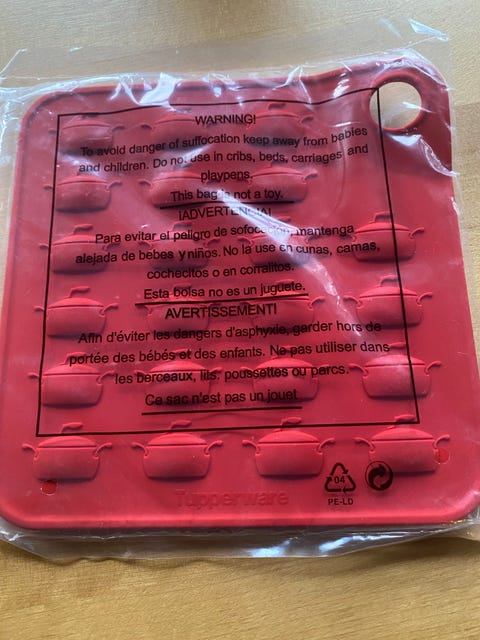 WARNING!
To avoid danger of suffocation keep away from babies
and children. Do not use in cribs, beds, carriages and
playpens.
This bag is not a toy.
¡ADVERTENCIA!
Para evitar el peligro de sofocación, mantenga
alejada de bebes y niños. No la use en cunas, camas,
cochecitos o en corralitos.
Esta bolsa no es un juguete.
AVERTISSEMENT!
Afin d'éviter les dangers d'asphyxie, garder hors de
portée des bébés et des enfants. Ne pas utiliser dans
les berceaux, lits, poussettes ou parcs.
Ce sac n'est pas un jouet
04
PE-LD
Tupperware